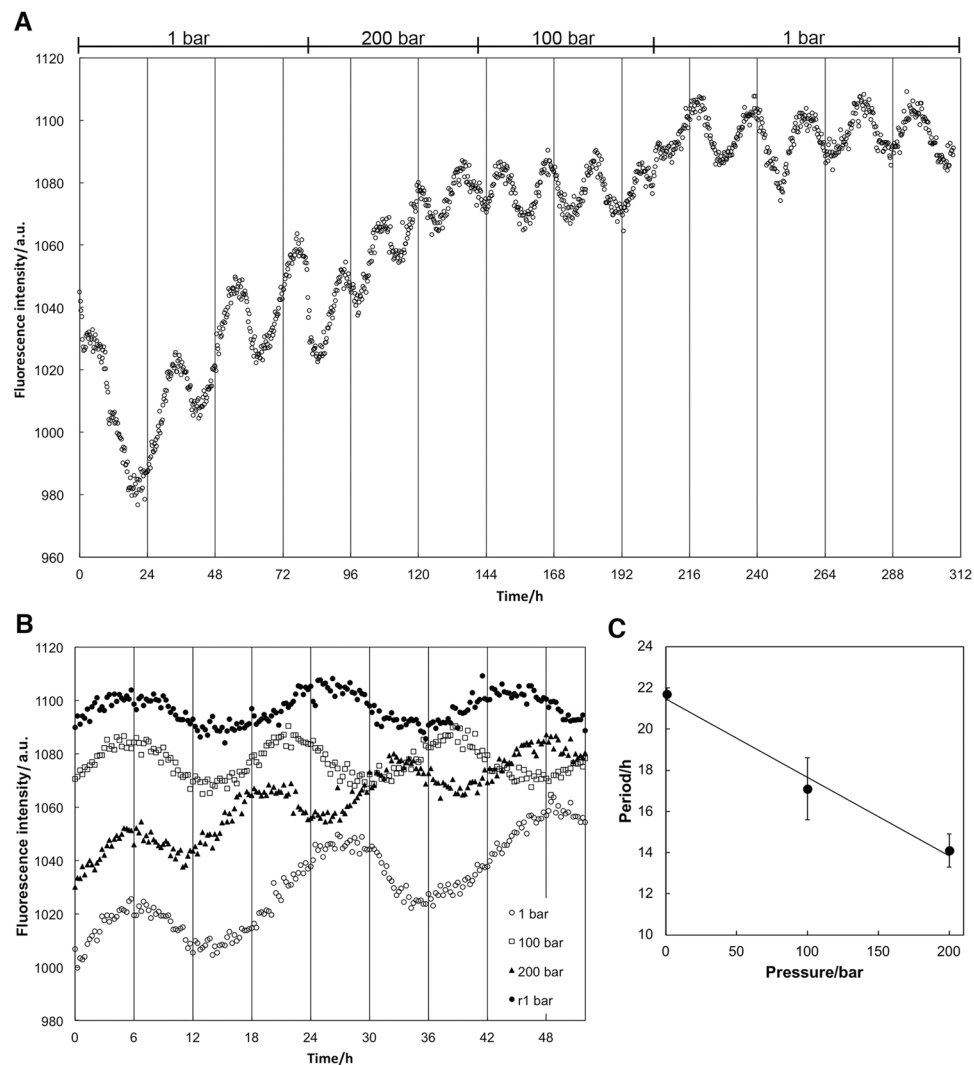 A
1 bar 200 bar 100 bar 1 bar
1120
1100
1080
1060
1040
1020
1000
980
960
Fluorescence intensity/ a.u.
0 24 48 72 96 120 144 168 192 216 240 264 288 312
Time/h
B
1120
1100
1080
1060
1040
1020
1000
980
Fluorescence intensity/ a.u.
1 bar
100 bar
200 bar
r1 bar
0 6 12 18 24 30 36 42 48
Time/h
C
24
22
20
18
16
14
12
10
Period/h
0 50 100 150 200
Pressure/bar